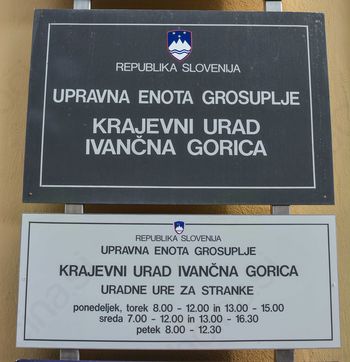 REPUBLIKA SLOVENIJA
UPRAVNA ENOTA GROSUPLJE
KRAJEVNI URAD
IVANČNA GORICA
REPUBLIKA SLOVENIJA
UPRAVNA ENOTA GROSUPLJE
KRAJEVNI URAD IVANČNA GORICA
URADNE URE ZA STRANKE
ponedeljek, torek 8.00 - 12.00 in 13.00 - 15.00
sreda 7.00 - 12.00 in 13.00 - 16.30
petek 8.00 - 12.30